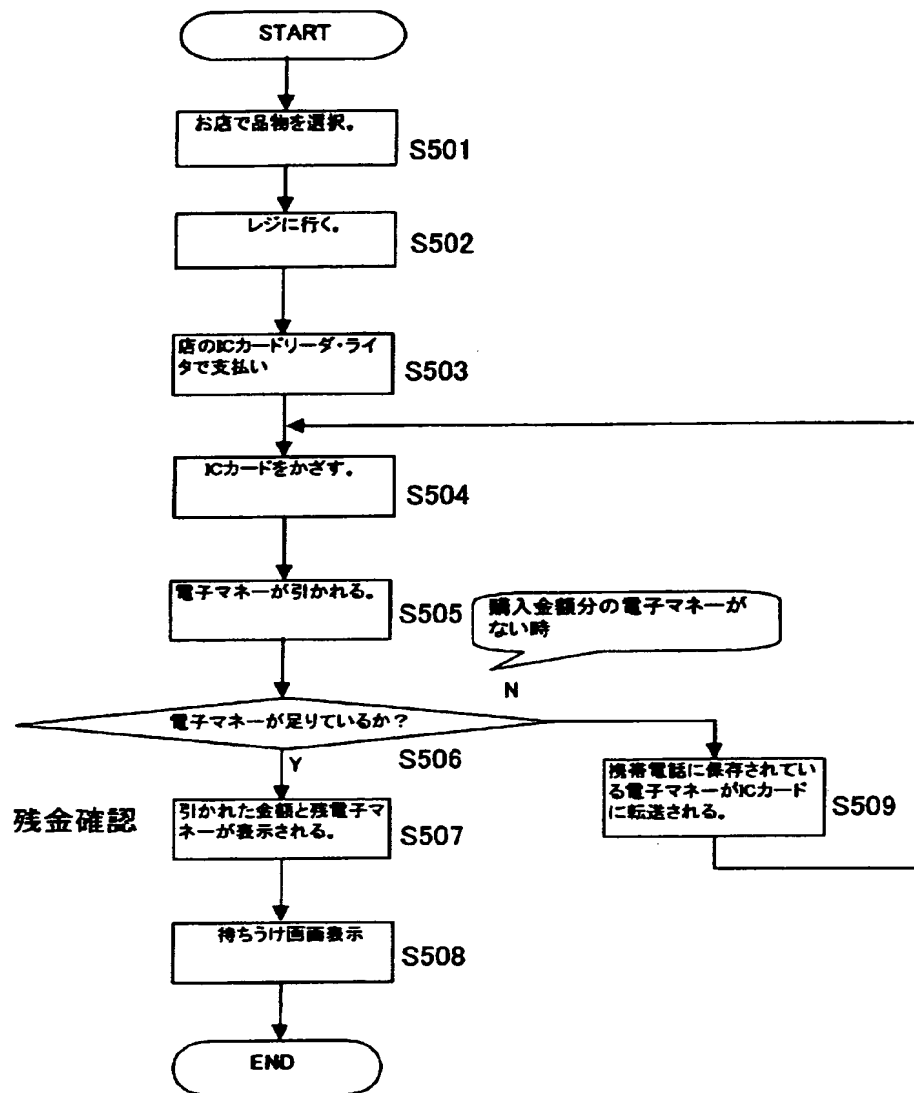 START
お店で品物を選択。
S501
レジに行く。
S502
店のICカードリーダ・ライ
タで支払い
S503
ICカードをかざす。
S504
電子マネーが引かれる。
S505
購入金額分の電子マネーが
ない時
N
電子マネーが足りているか？
S506
Y
残金確認
引かれた金額と残電子マ
ネーが表示される。
S507
携帯電話に保存されてい
る電子マネーがICカード
に転送される。
S509
待ちうけ画画表示
S508
END